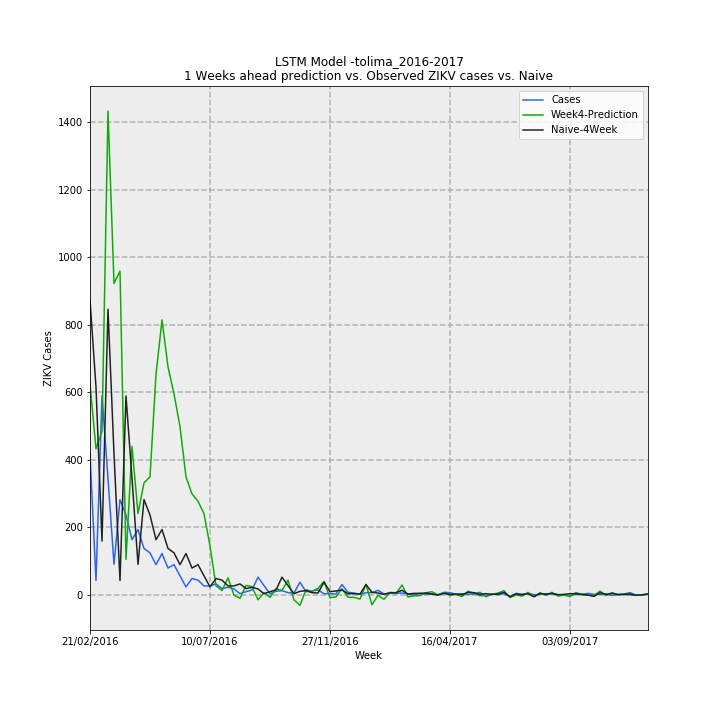 LSTM Model -tolima_2016-2017
1 Weeks ahead prediction vs. Observed ZIKV cases vs. Naive
Cases
Week4-Prediction
Naive-4Week
1400
1200
1000
800
600
400
200
0
ZIKV Cases
21/02/2016
10/07/2016
27/11/2016
16/04/2017
03/09/2017
Week